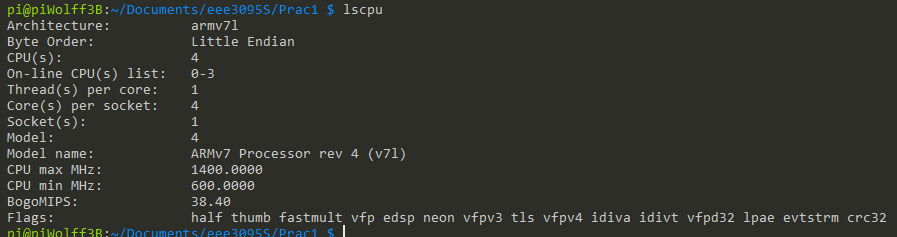 pi@piWolff3B:~/Documents/eee3095S/Prac1 $ lscpu
Architecture: armv7l
Byte Order: Little Endian
CPU(s): 4
On-line CPU(s) list: 0-3
Thread(s) per core: 1
Core(s) per socket: 4
Socket(s): 1
Model: 4
Model name: ARMv7 Processor rev 4 (v7l)
CPU max MHz: 1400.0000
CPU min MHz: 600.0000
BogoMIPS: 38.40
Flags: half thumb fastmult vfp edsp neon vfpv3 tls vfpv4 idiva idivt vfpd32 lpae evtstrm crc32
pi@piWolff3B:~/Documents/eee3095S/Prac1 $